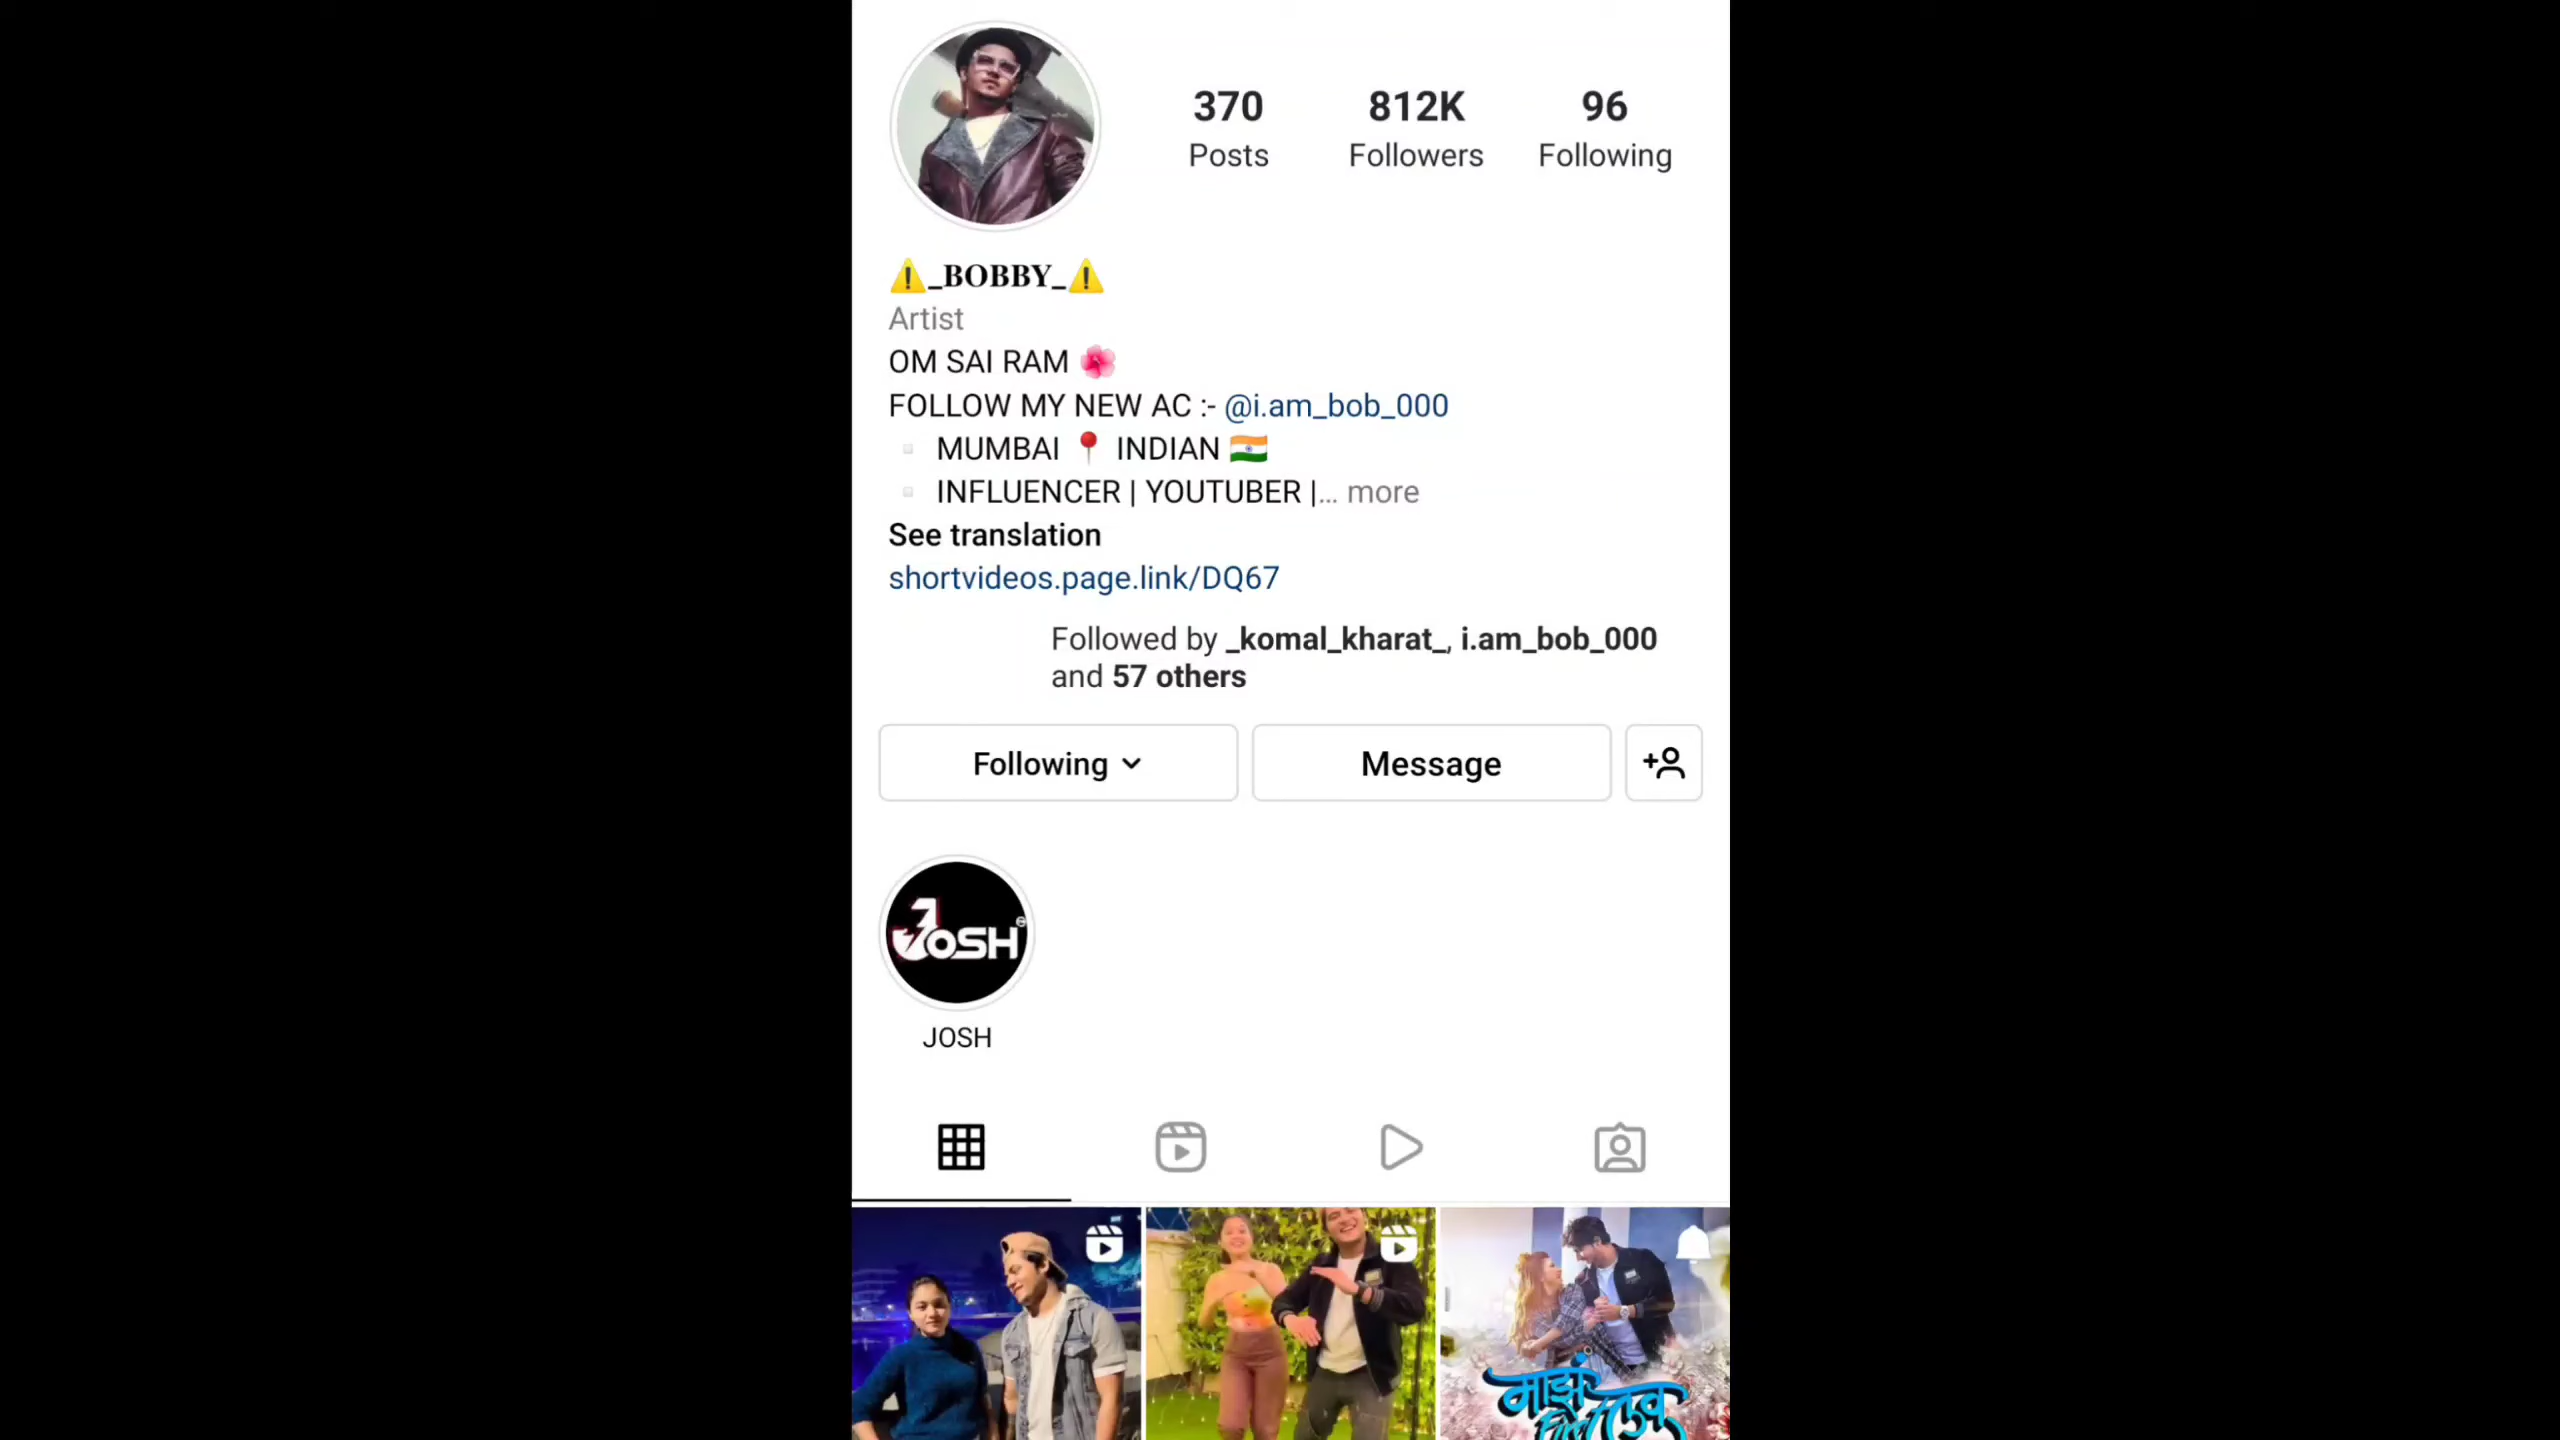 370 812K 96
Posts Followers Following
⚠️_BOBBY_⚠️
Artist
OM SAI RAM 🌺
FOLLOW MY NEW AC :- @i.am_bob_000
▫️ MUMBAI 📍 INDIAN 🇮🇳
▫️ INFLUENCER | YOUTUBER |... more
See translation
shortvideos.page.link/DQ67
Followed by _komal_kharat_, i.am_bob_000
and 57 others
Following Message
JOSH
JOSH
माझं